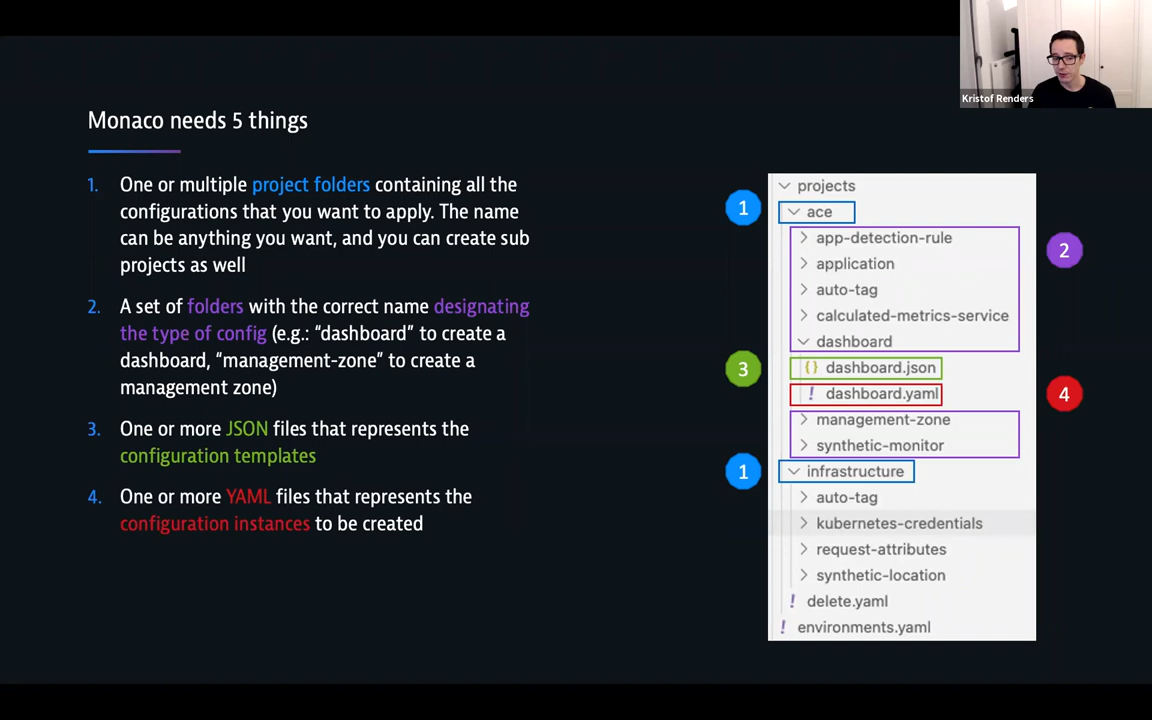 Kristof Renders
Monaco needs 5 things
1. One or multiple project folders containing all the
configurations that you want to apply. The name
can be anything you want, and you can create sub
projects as well
2. A set of folders with the correct name designating
the type of config (e.g.: “dashboard” to create a
dashboard, “management-zone” to create a
management zone)
3. One or more JSON files that represents the
configuration templates
4. One or more YAML files that represents the
configuration instances to be created
projects
1
ace
app-detection-rule
2
application
auto-tag
calculated-metrics-service
dashboard
3
{} dashboard.json
! dashboard.yaml
4
management-zone
synthetic-monitor
1
infrastructure
auto-tag
kubernetes-credentials
request-attributes
synthetic-location
! delete.yaml
! environments.yaml